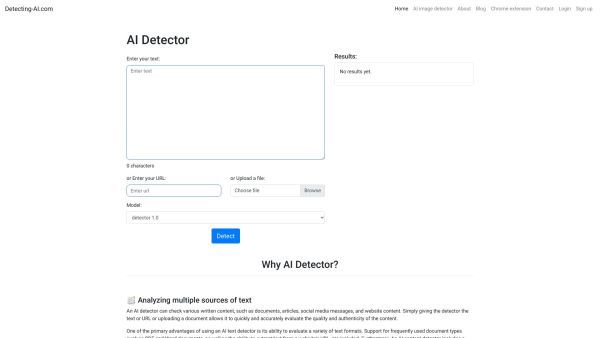 Detecting-AI.com
Home AI image detector About Blog Chrome extension Contact Login Sign up
AI Detector
Enter your text:
Enter text
0 characters
or Enter your URL:
Enter url
or Upload a file:
Choose file Browse
Model:
detector 1.0
Detect
Results:
No results yet
Why AI Detector?
Analyzing multiple sources of text
An AI detector can check various written content, such as documents, articles, social media messages, and website content. Simply giving the detector the
text or URL or uploading a document allows it to quickly and accurately evaluate the quality and authenticity of the content.
One of the primary advantages of using an AI text detector is its ability to evaluate a variety of text formats. Support for frequently used document types